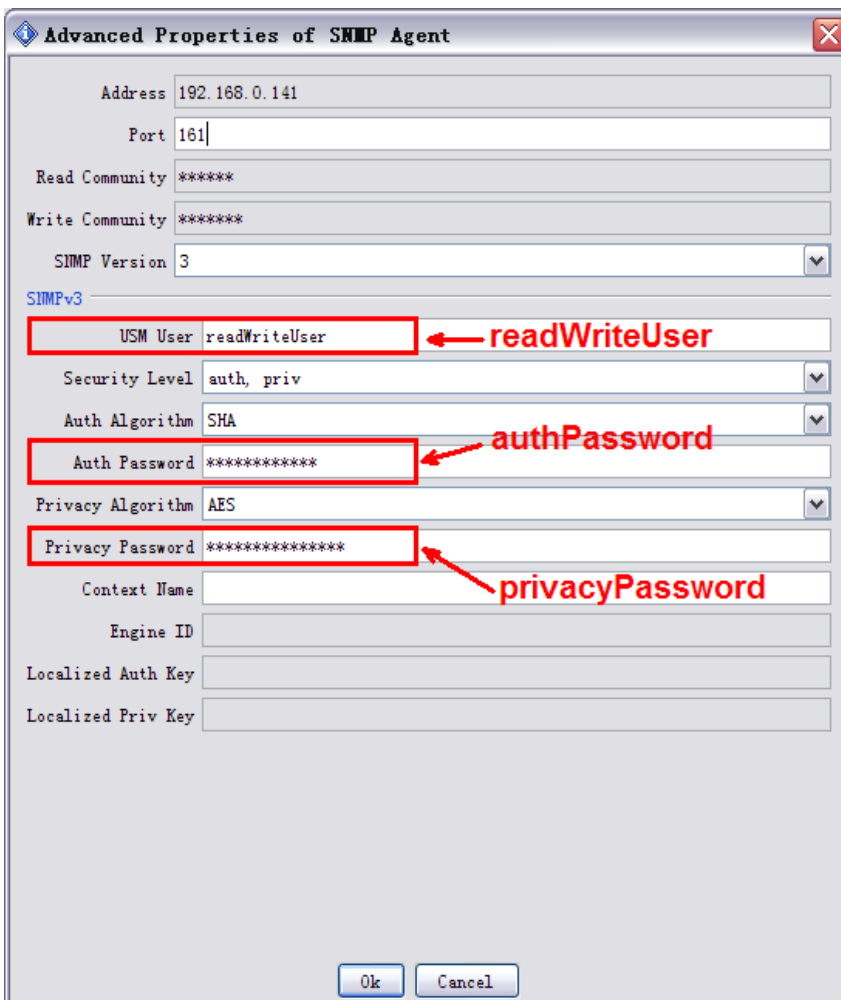 Advanced Properties of SNMP Agent
Address 192.168.0.141
Port 161
Read Community ******
Write Community *******
SNMP Version 3
SNMPv3
USM User readWriteUser readWriteUser
Security Level auth, priv
Auth Algorithm SHA
authPassword
Auth Password ************
Privacy Algorithm AES
Privacy Password ***************
privacyPassword
Context Name
Engine ID
Localized Auth Key
Localized Priv Key
Ok Cancel